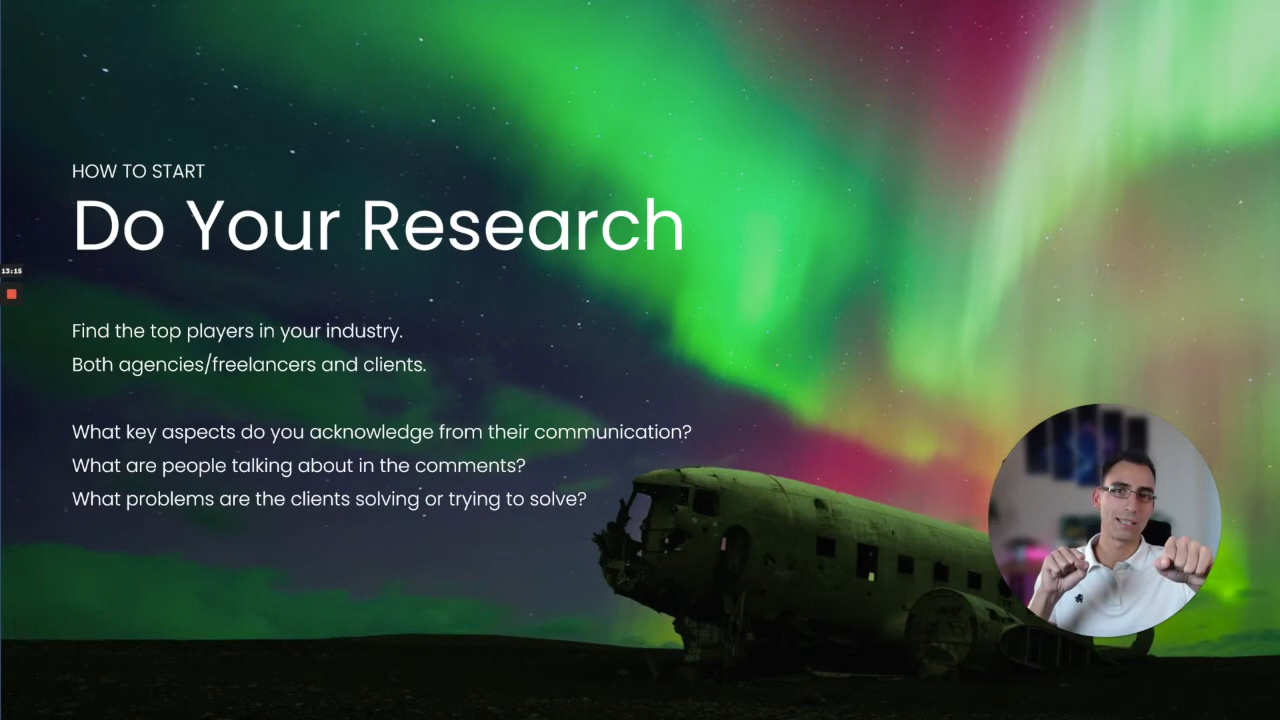 HOW TO START
Do Your Research
13:15
Find the top players in your industry.
Both agencies/freelancers and clients.
What key aspects do you acknowledge from their communication?
What are people talking about in the comments?
What problems are the clients solving or trying to solve?